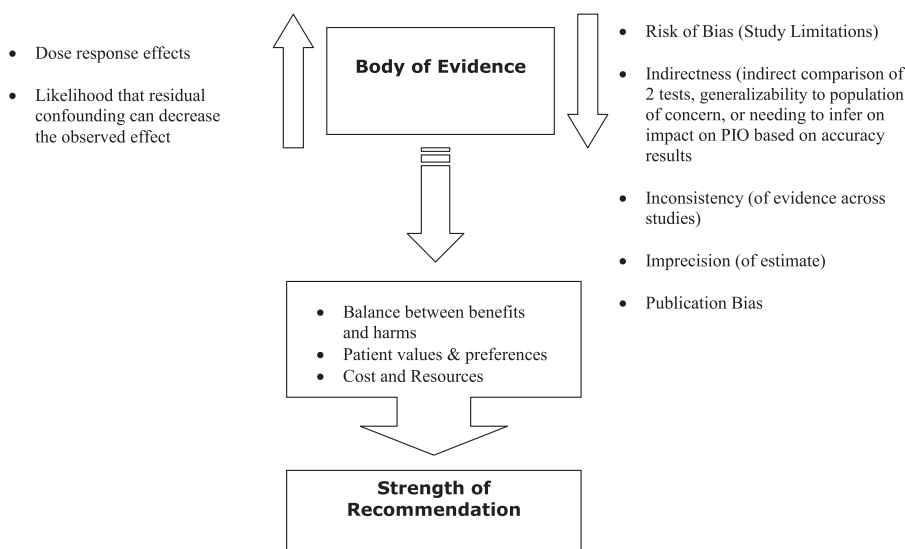 • Dose response effects
• Likelihood that residual
confounding can decrease
the observed effect
Body of Evidence
• Risk of Bias (Study Limitations)
• Indirectness (indirect comparison of
2 tests, generalizability to population
of concern, or needing to infer on
impact on PIO based on accuracy
results
• Inconsistency (of evidence across
studies)
• Imprecision (of estimate)
• Publication Bias
• Balance between benefits
and harms
• Patient values & preferences
• Cost and Resources
Strength of
Recommendation